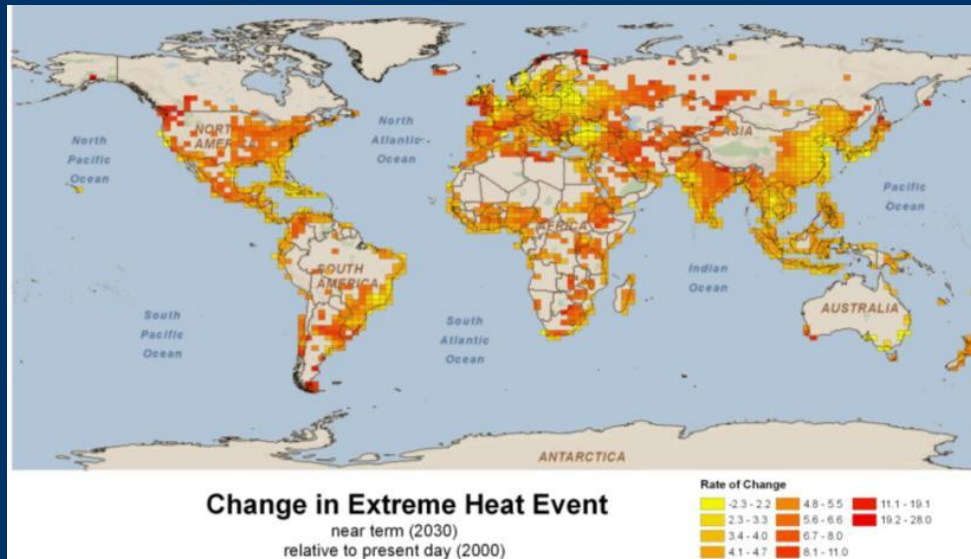 North
Pacific
Ocean
NORTH
AMERICA
North
Atlantic
Ocean
ASIA
Pacific
Ocean
AFRICA
SOUTH
AMERICA
Indian
Ocean
AUSTRALIA
South
Pacific
Ocean
South
Atlantic
Ocean
ANTARCTICA
Change in Extreme Heat Event
near term (2030)
relative to present day (2000)
Rate of Change
-2.3 - 2.2
2.3 - 3.3
3.4 - 4.0
4.1 - 4.7
4.8 - 5.5
5.6 - 6.6
6.7 - 8.0
8.1 - 11.0
11.1 - 19.1
19.2 - 28.0